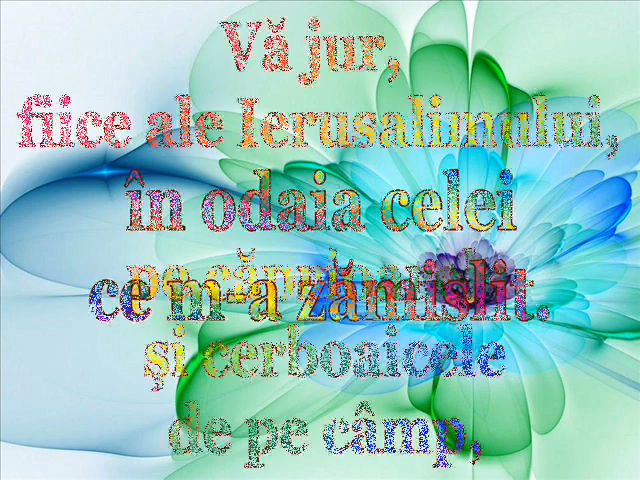 Vă jur,
fiice ale Ierusalimului,
în odaia celei
ce m-a zămislit.
şi cerboaicele
de pe câmp,